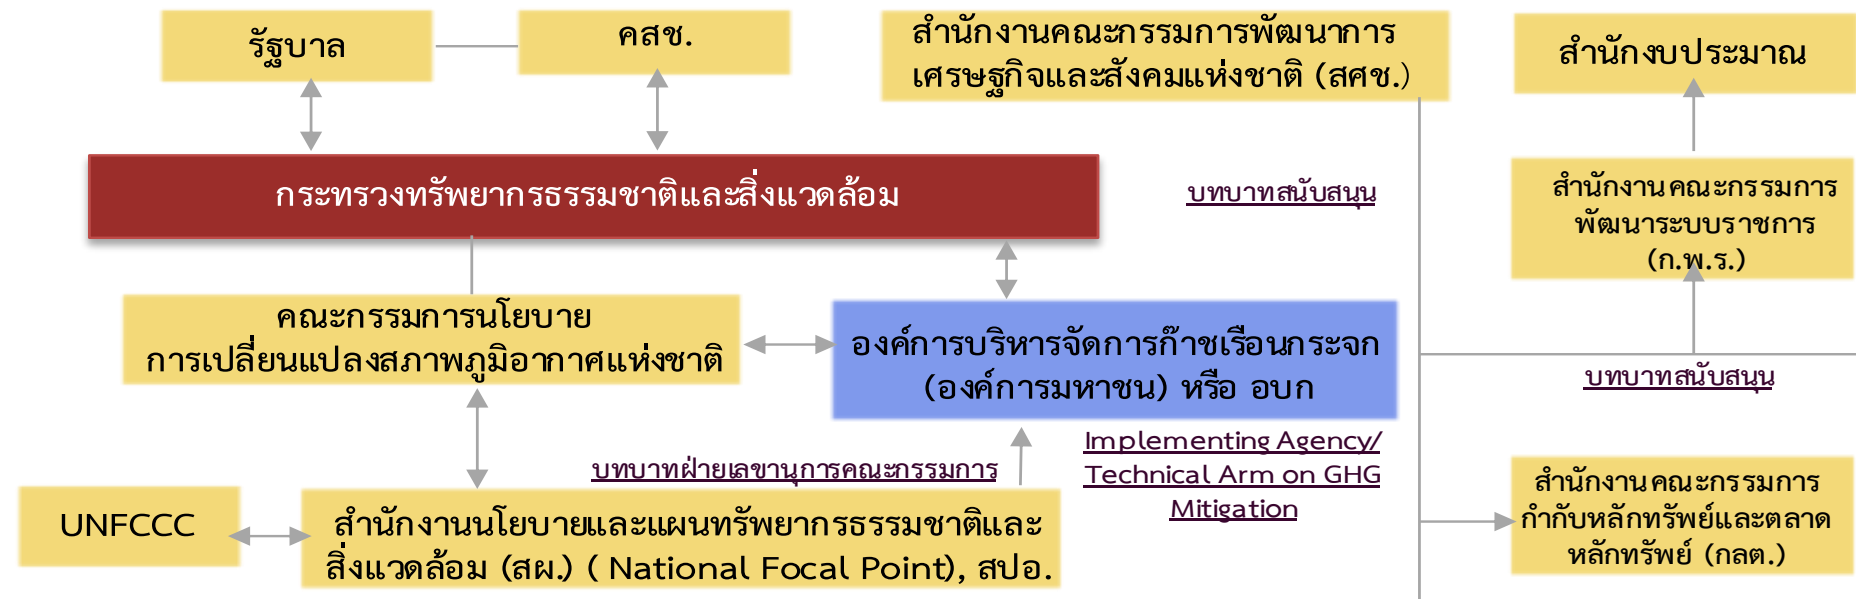 รัฐบาล
คสช.
สำนักงานคณะกรรมการพัฒนาการ
เศรษฐกิจและสังคมแห่งชาติ (สศช.)
สำนักงบประมาณ
กระทรวงทรัพยากรธรรมชาติและสิ่งแวดล้อม
บทบาทสนับสนุน
สำนักงานคณะกรรมการ
พัฒนาระบบราชการ
(ก.พ.ร.)
คณะกรรมการนโยบาย
การเปลี่ยนแปลงสภาพภูมิอากาศแห่งชาติ
องค์การบริหารจัดการก๊าซเรือนกระจก
(องค์การมหาชน) หรือ อบก
บทบาทสนับสนุน
Implementing Agency/
Technical Arm on GHG
Mitigation
บทบาทฝ่ายเลขานุการคณะกรรมการ
UNFCCC
สำนักงานนโยบายและแผนทรัพยากรธรรมชาติและ
สิ่งแวดล้อม (สผ.) ( National Focal Point), สปอ.
สำนักงานคณะกรรมการ
กำกับหลักทรัพย์และตลาด
หลักทรัพย์ (กลต.)